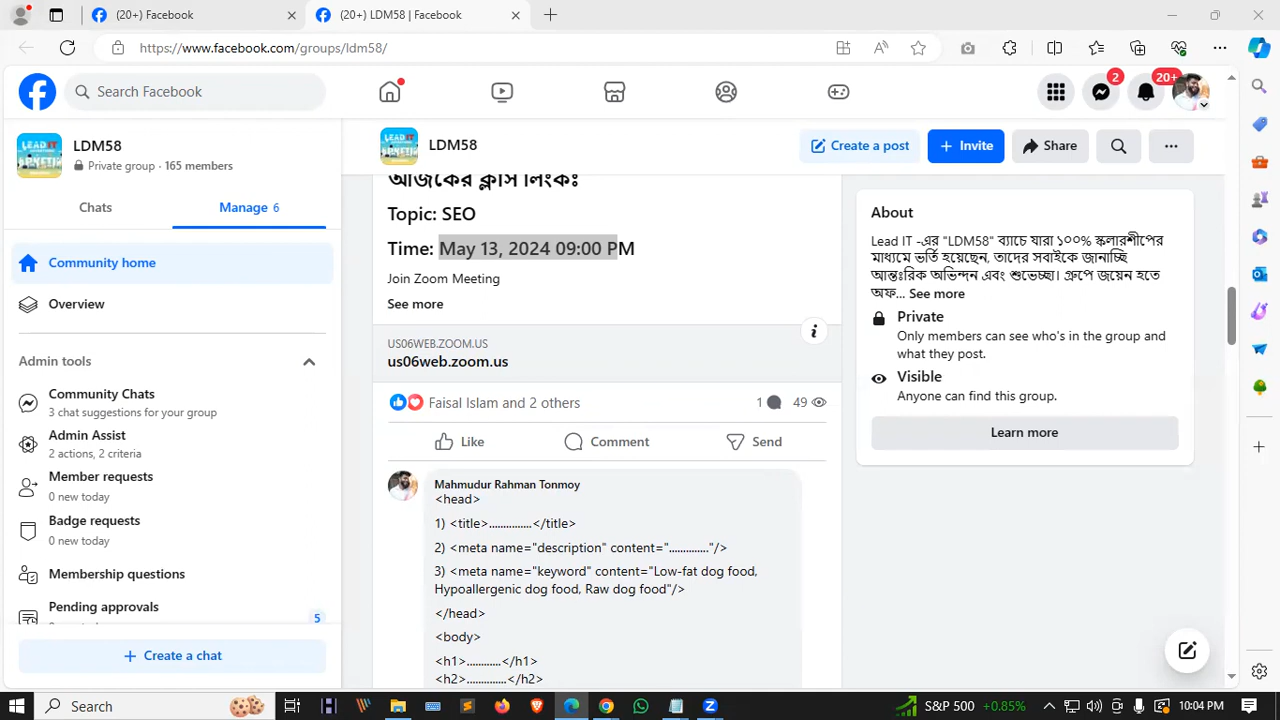 (20+) Facebook
(20+) LDM58 | Facebook
https://www.facebook.com/groups/ldm58/
Search Facebook
2
20+
LDM58
Private group · 165 members
Chats
Manage 6
Community home
Overview
Admin tools
Community Chats
3 chat suggestions for your group
Admin Assist
2 actions, 2 criteria
Member requests
0 new today
Badge requests
0 new today
Membership questions
Pending approvals
5
+ Create a chat
LDM58
Create a post
+ Invite
Share
আজকের ক্লাস লিংকঃ
Topic: SEO
Time: May 13, 2024 09:00 PM
Join Zoom Meeting
See more
US06WEB.ZOOM.US
us06web.zoom.us
Faisal Islam and 2 others
1
49
Like
Comment
Send
Mahmudur Rahman Tonmoy
<head>
1) <title>..............</title>
2) <meta name="description" content="............."/>
3) <meta name="keyword" content="Low-fat dog food,
Hypoallergenic dog food, Raw dog food"/>
</head>
<body>
<h1>............</h1>
<h2>.............</h2>
About
Lead IT -এর "LDM58" ব্যাচে যারা ১০০% স্কলারশীপের
মাধ্যমে ভর্তি হয়েছেন, তাদের সবাইকে জানাচ্ছি
আন্তঃরিক অভিন্দন এবং শুভেচ্ছা। গ্রুপে জয়েন হতে
অফ... See more
Private
Only members can see who's in the group and
what they post.
Visible
Anyone can find this group.
Learn more
Search
S&P 500 +0.85%
10:04 PM